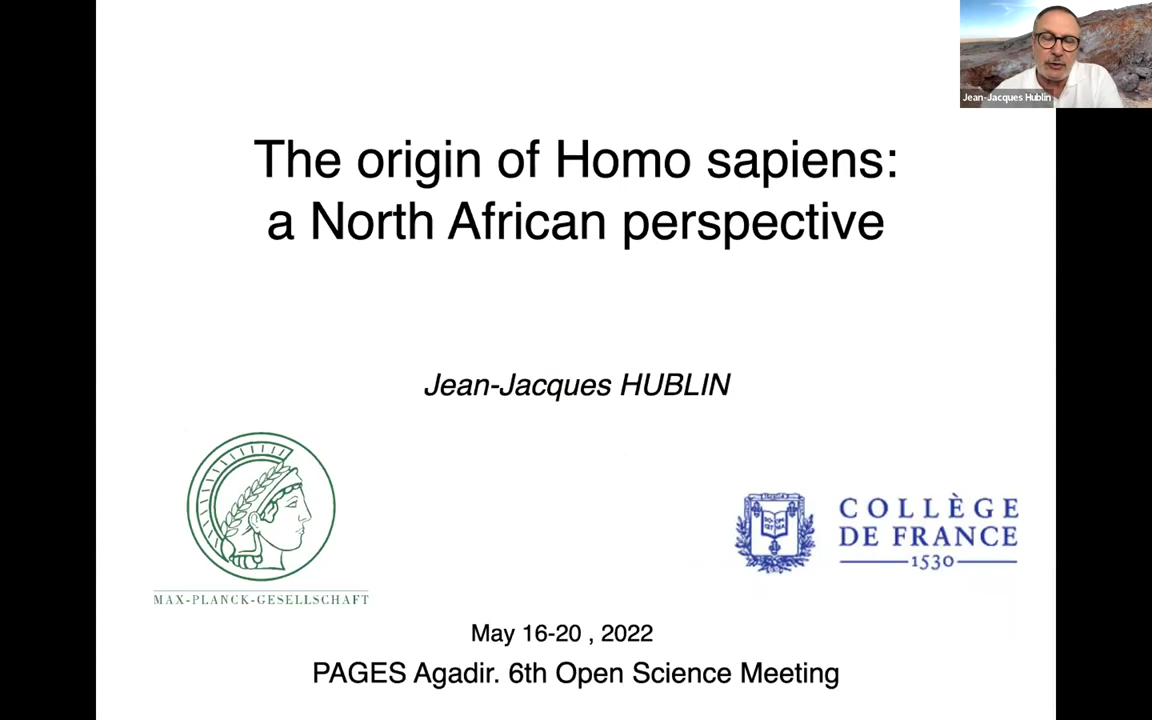 Jean-Jacques Hublin
The origin of Homo sapiens:
a North African perspective
Jean-Jacques HUBLIN
COLLÈGE
DE FRANCE
1530
MAX-PLANCK-GESELLSCHAFT
May 16-20 , 2022
PAGES Agadir. 6th Open Science Meeting